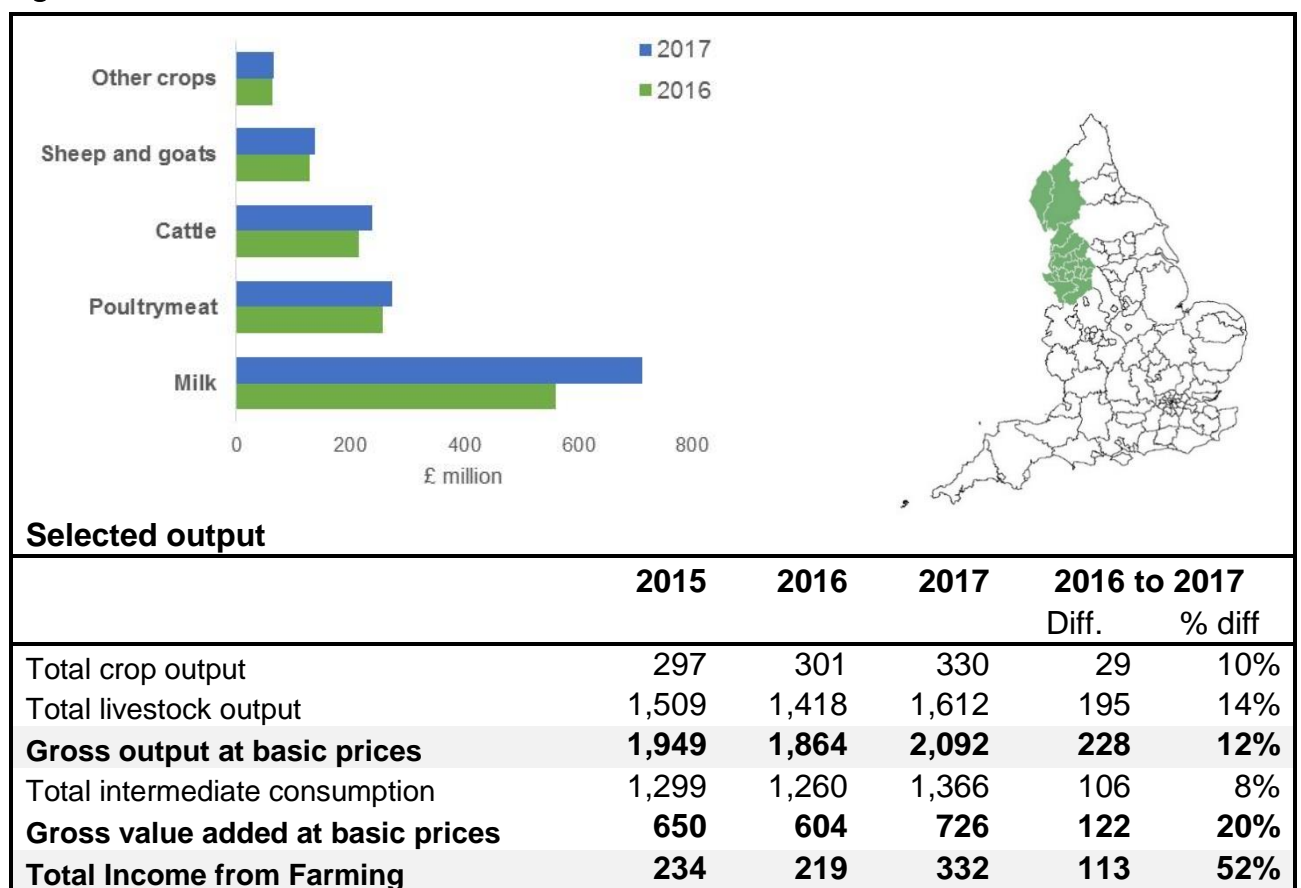 2017
2016
Other crops
Sheep and goats
Cattle
Poultrymeat
Milk
0 200 400 600 800
£ million
Selected output
2015 2016 2017 2016 to 2017
Diff. % diff
Total crop output 297 301 330 29 10%
Total livestock output 1,509 1,418 1,612 195 14%
Gross output at basic prices 1,949 1,864 2,092 228 12%
Total intermediate consumption 1,299 1,260 1,366 106 8%
Gross value added at basic prices 650 604 726 122 20%
Total Income from Farming 234 219 332 113 52%